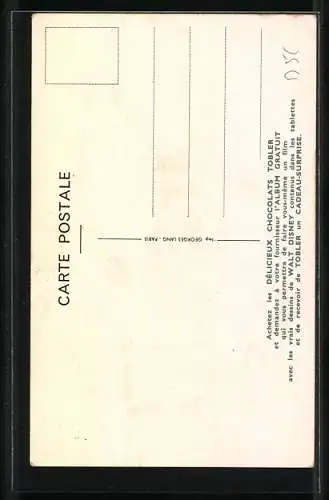 CARTE POSTALE
Imp. GEORGES LANG, PARIS
Achetez les DÉLICIEUX CHOCOLATS TOBLER
et demandez à votre fournisseur l'ALBUM GRATUIT
qui vous permettra de faire vous-même un film
avec les vrais dessins de WALT DISNEY contenus dans les tablettes
et de recevoir de TOBLER un CADEAU-SURPRISE.